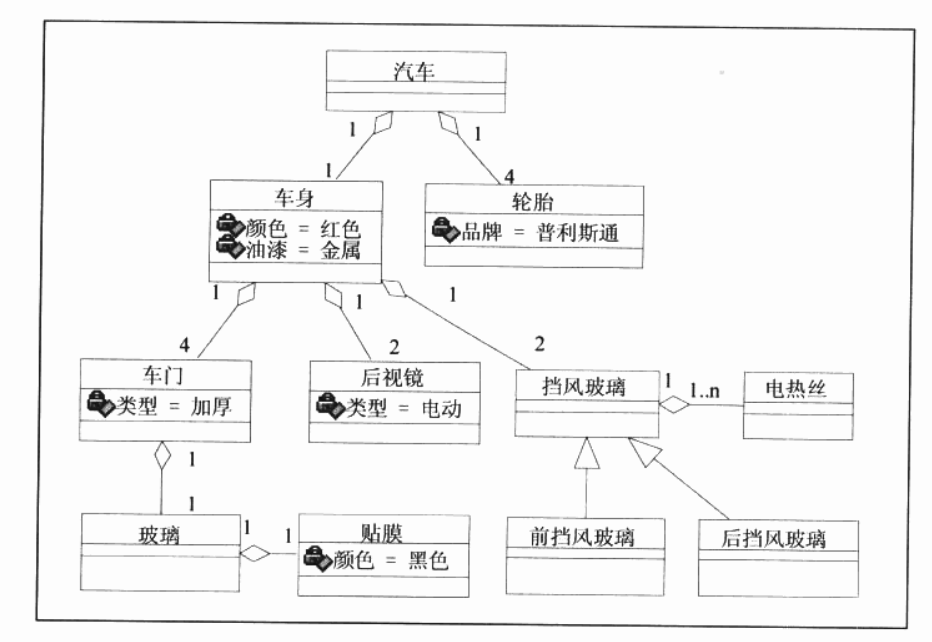 汽车
1
1
1
4
车身
颜色 = 红色
油漆 = 金属
轮胎
品牌 = 普利斯通
1
1
1
4
2
2
车门
类型 = 加厚
后视镜
类型 = 电动
挡风玻璃
1
1..n
电热丝
1
1
玻璃
1
1
贴膜
颜色 = 黑色
前挡风玻璃
后挡风玻璃